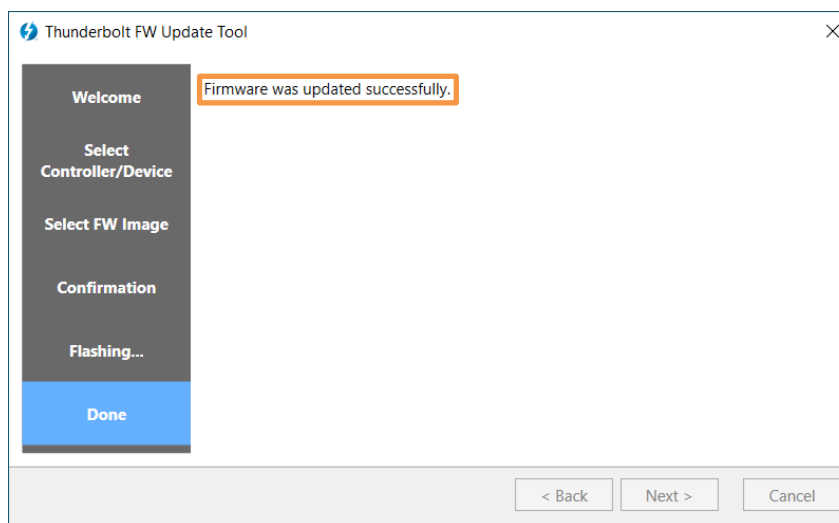 Thunderbolt FW Update Tool
Welcome
Select
Controller/Device
Select FW Image
Confirmation
Flashing...
Done
Firmware was updated successfully.
< Back
Next >
Cancel